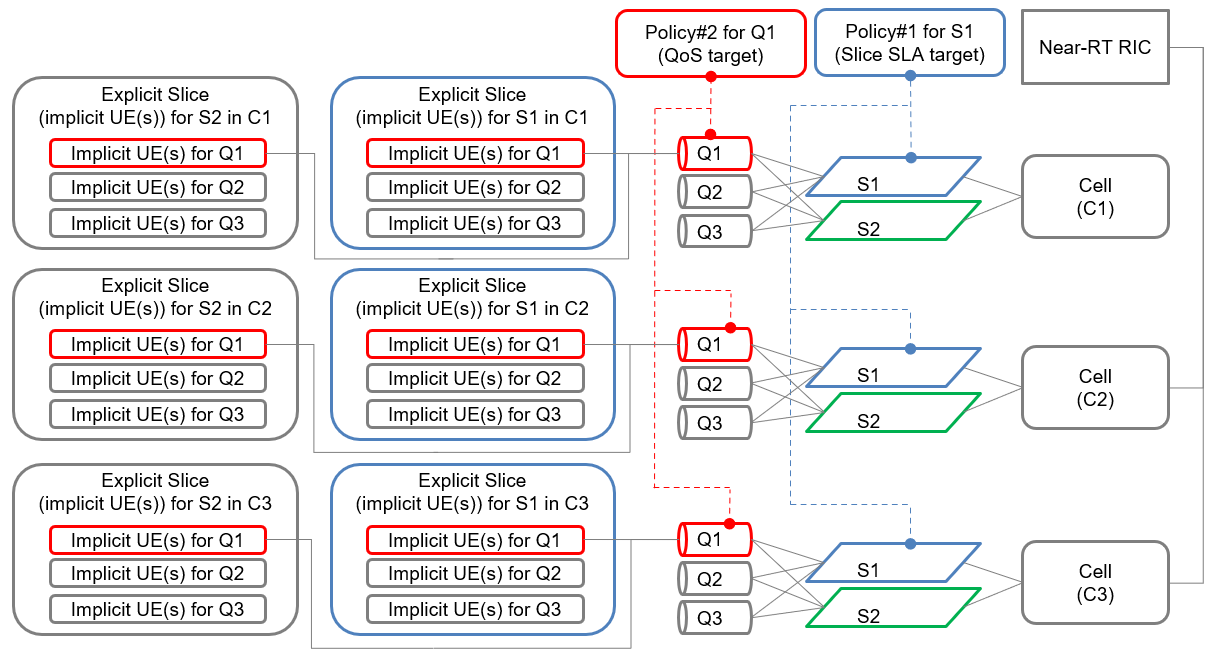 Policy#2 for Q1
(QoS target)
Policy#1 for S1
(Slice SLA target)
Near-RT RIC
Explicit Slice
(implicit UE(s)) for S2 in C1
Implicit UE(s) for Q1
Implicit UE(s) for Q2
Implicit UE(s) for Q3
Explicit Slice
(implicit UE(s)) for S1 in C1
Implicit UE(s) for Q1
Implicit UE(s) for Q2
Implicit UE(s) for Q3
Q1
Q2
Q3
S1
S2
Cell
(C1)
Explicit Slice
(implicit UE(s)) for S2 in C2
Implicit UE(s) for Q1
Implicit UE(s) for Q2
Implicit UE(s) for Q3
Explicit Slice
(implicit UE(s)) for S1 in C2
Implicit UE(s) for Q1
Implicit UE(s) for Q2
Implicit UE(s) for Q3
Q1
Q2
Q3
S1
S2
Cell
(C2)
Explicit Slice
(implicit UE(s)) for S2 in C3
Implicit UE(s) for Q1
Implicit UE(s) for Q2
Implicit UE(s) for Q3
Explicit Slice
(implicit UE(s)) for S1 in C3
Implicit UE(s) for Q1
Implicit UE(s) for Q2
Implicit UE(s) for Q3
Q1
Q2
Q3
S1
S2
Cell
(C3)